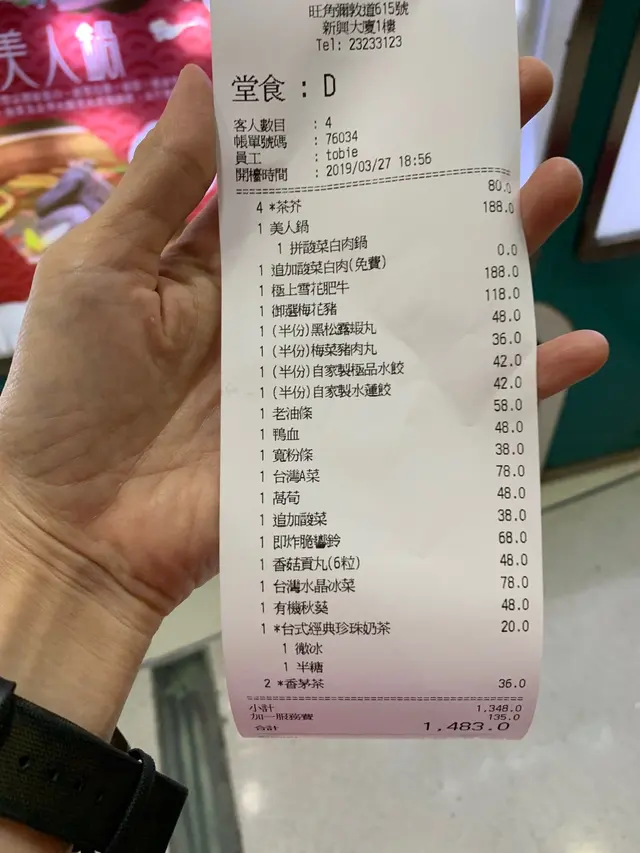 美人鍋
旺角彌敦道615號
新興大廈1樓
Tel: 23233123
堂食 : D
客人數目 : 4
帳單號碼 : 76034
員工 : tobie
開檯時間 : 2019/03/27 18:56
4 *茶芥 80.0
1 美人鍋 188.0
1 拼酸菜白肉鍋
1 追加酸菜白肉(免費) 0.0
1 極上雪花肥牛 188.0
1 御選梅花豬 118.0
1 (半份)黑松露蝦丸 48.0
1 (半份)梅菜豬肉丸 36.0
1 (半份)自家製極品水餃 42.0
1 (半份)自家製水蓮餃 42.0
1 老油條 58.0
1 鴨血 48.0
1 寬粉條 38.0
1 台灣A菜 78.0
1 萵荀 48.0
1 追加酸菜 38.0
1 即炸脆響鈴 68.0
1 香菇貢丸(6粒) 48.0
1 台灣水晶冰菜 78.0
1 有機秋葵 48.0
1 *台式經典珍珠奶茶 20.0
1 微冰
1 半糖
2 *香茅茶 36.0
小計 1,348.0
加一服務費 135.0
合計 1,483.0